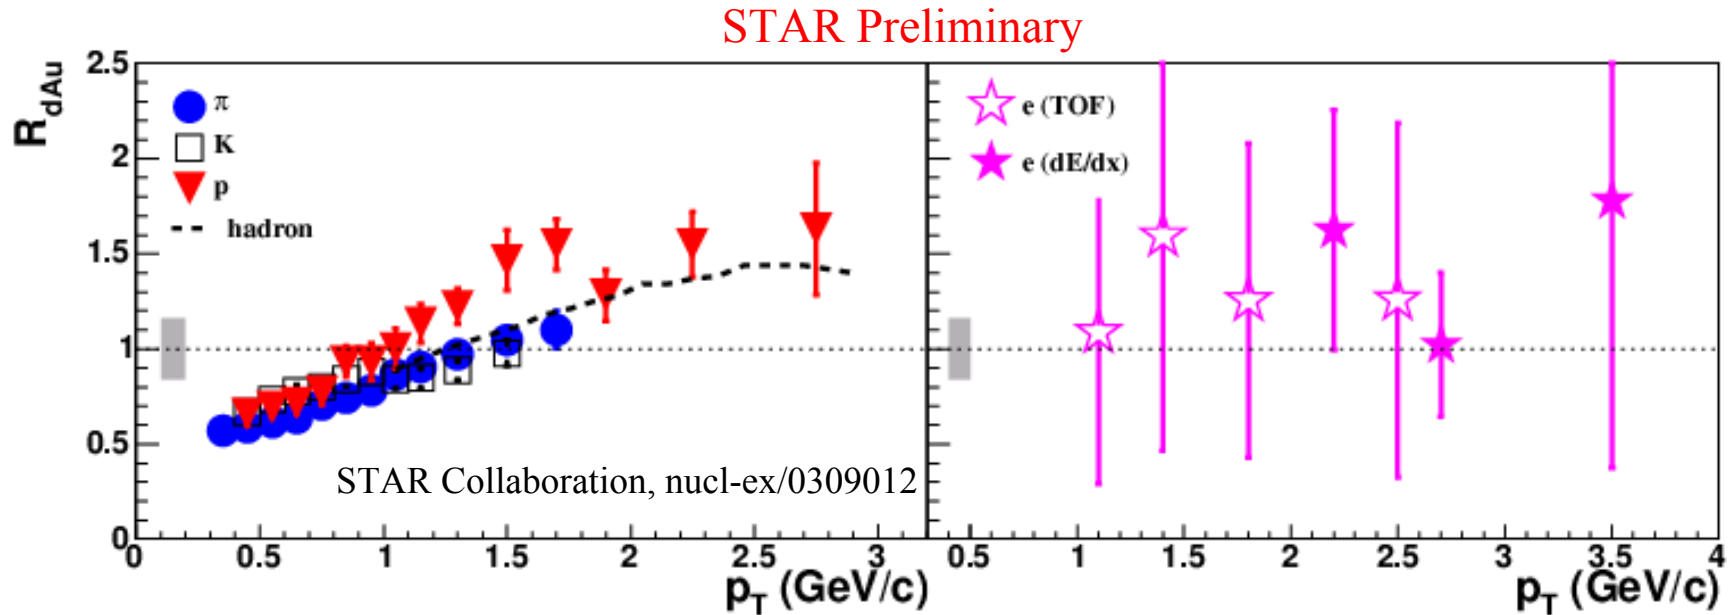 STAR Preliminary
R_dAu
2.5
2
1.5
1
0.5
0
π
K
p
hadron
STAR Collaboration, nucl-ex/0309012
0 0.5 1 1.5 2 2.5 3
p_T (GeV/c)
e (TOF)
e (dE/dx)
0.5 1 1.5 2 2.5 3 3.5 4
p_T (GeV/c)